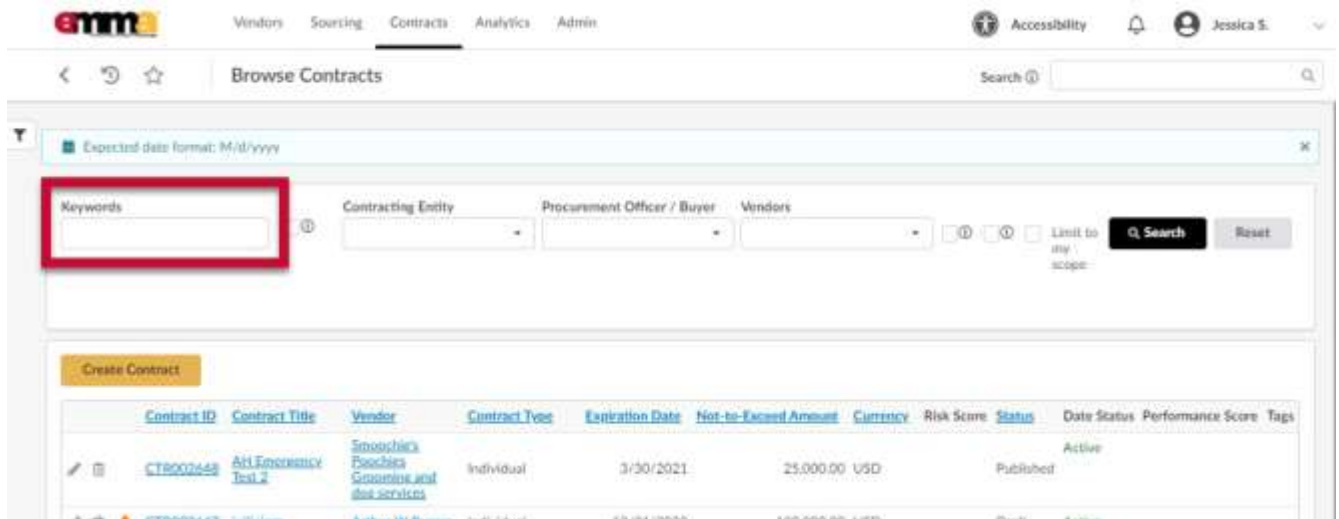 emma Vendors Sourcing Contracts Analytics Admin Accessibility Jessica S.
Browse Contracts Search
Expected date format: M/d/yyyy
Keywords Contracting Entity Procurement Officer / Buyer Vendors
Limit to my scope Search Reset
Create Contract
Contract ID Contract Title Vendor Contract Type Expiration Date Not-to-Exceed Amount Currency Risk Score Status Date Status Performance Score Tags
CTR002648 AH Emergency Test 2 Smoochie's Poochies Grooming and dog services Individual 3/30/2021 25,000.00 USD Published Active